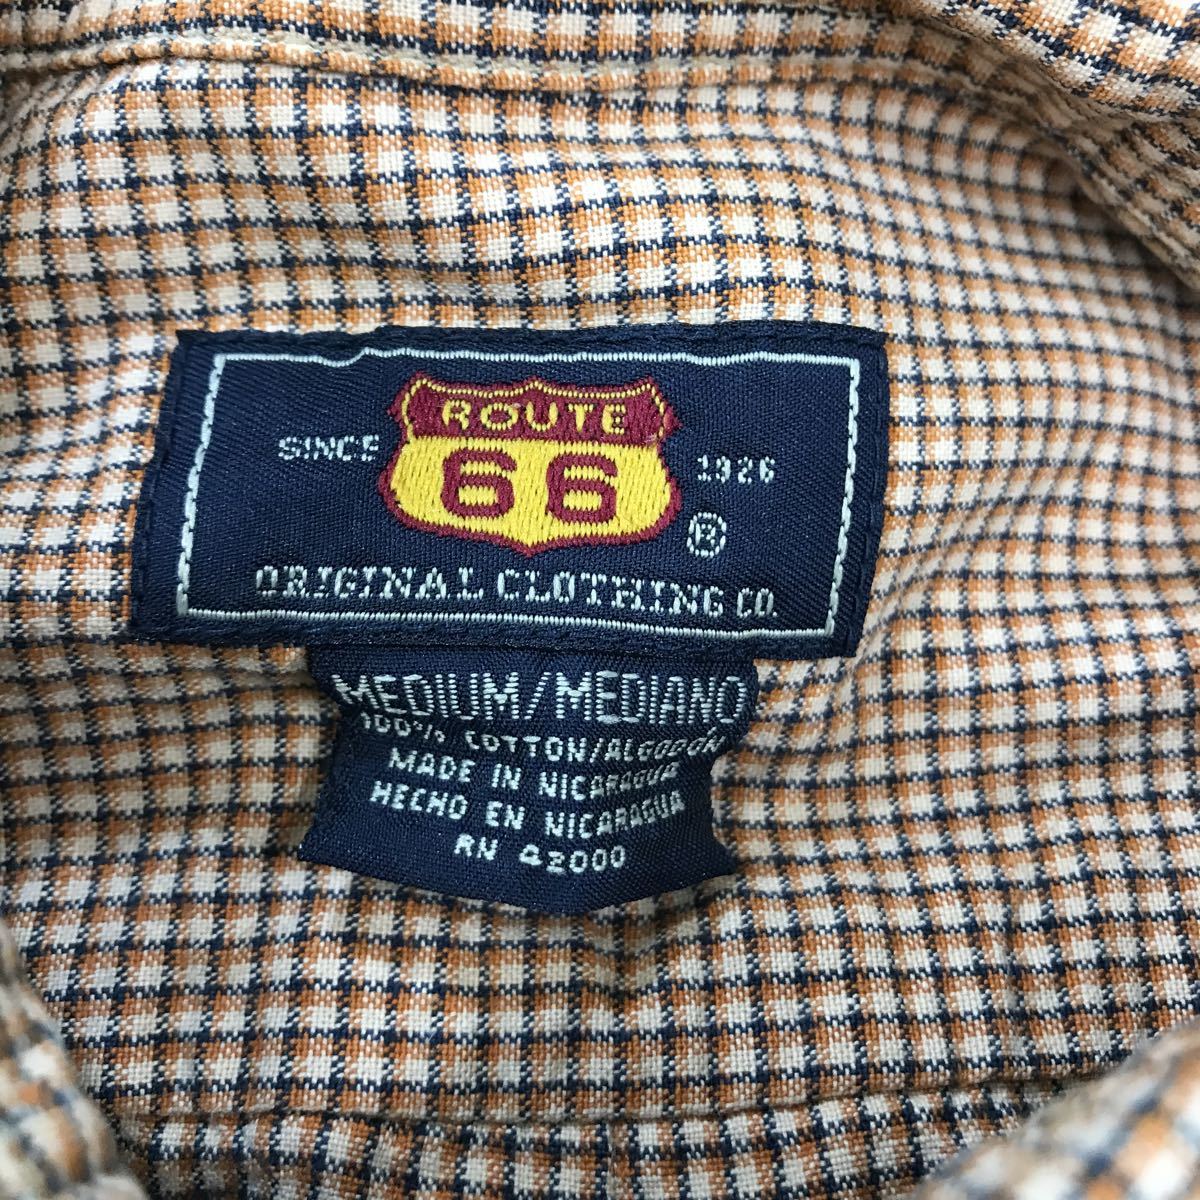 ROUTE
66
SINCE 1926
®
ORIGINAL CLOTHING CO.
MEDIUM/MEDIANO
100% COTTON/ALGODON
MADE IN NICARAGUA
HECHO EN NICARAGUA
RN 42000